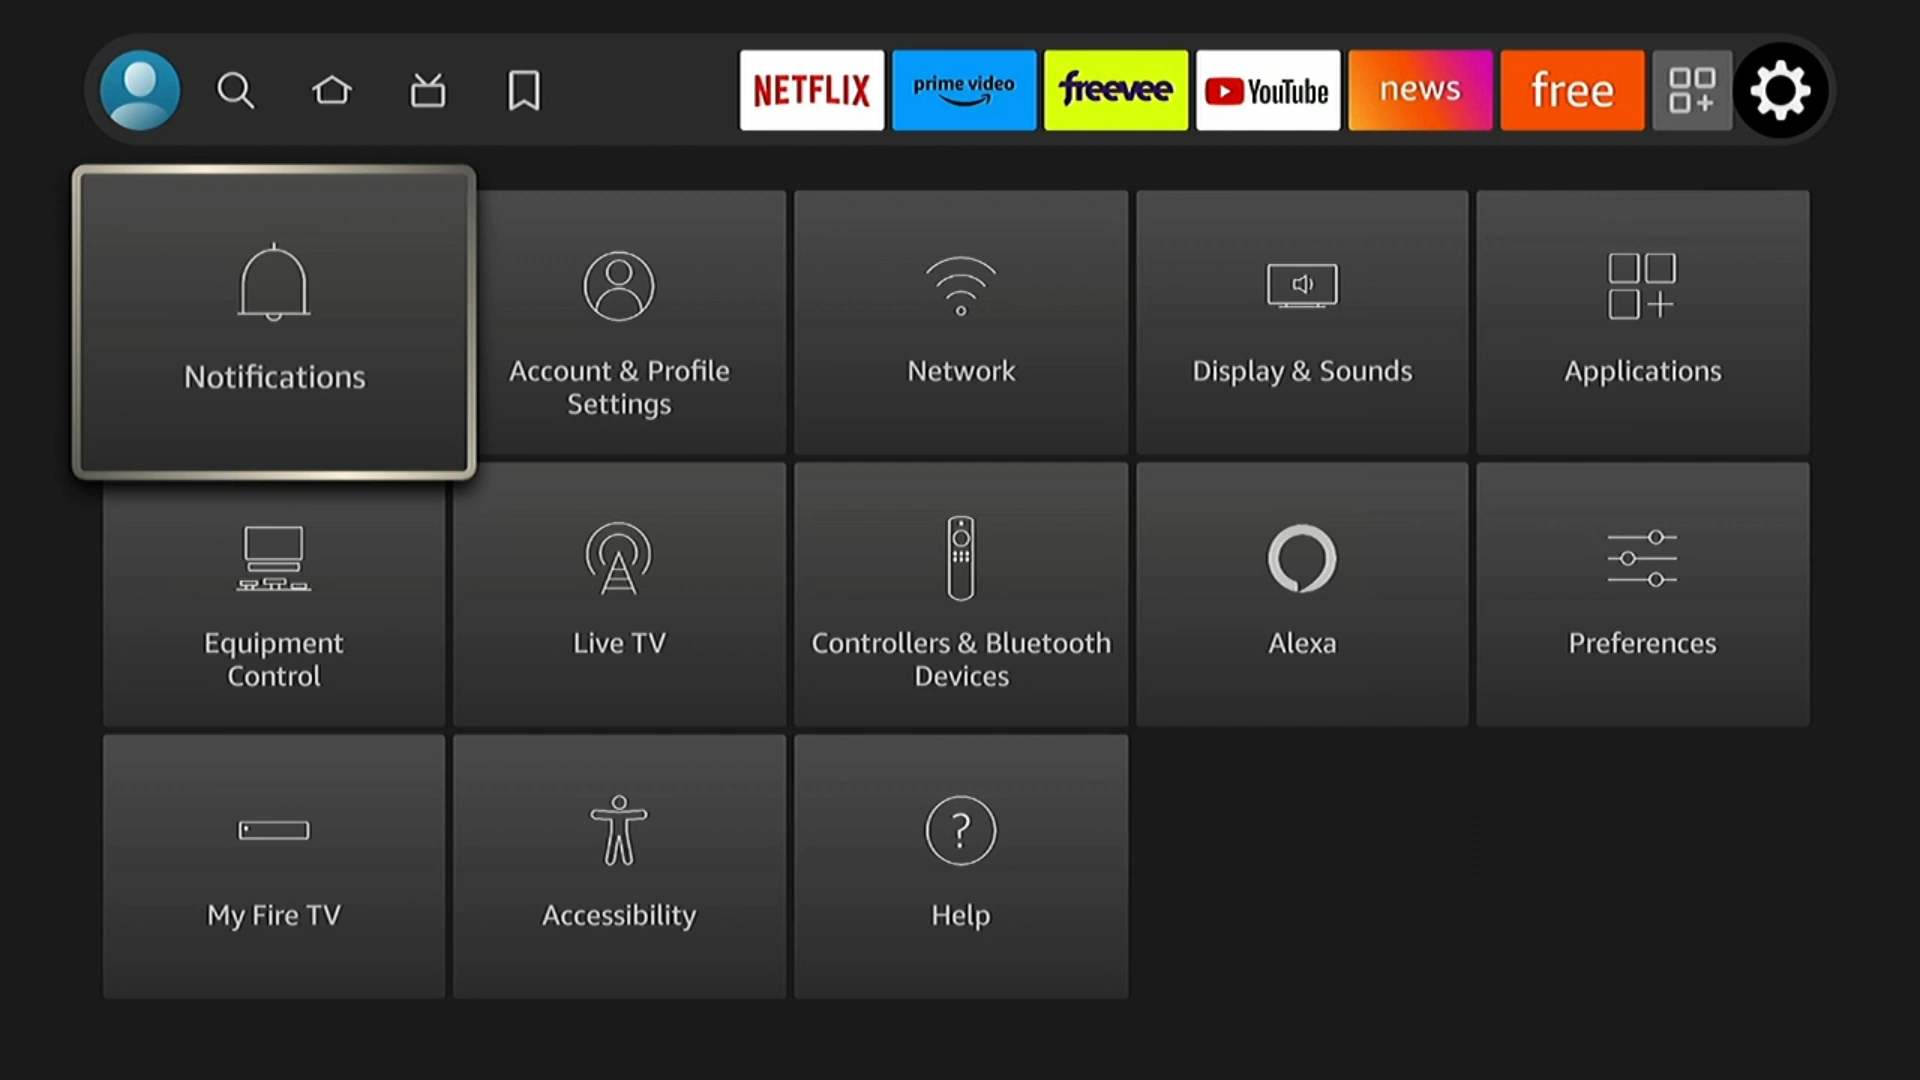 NETFLIX
prime video
freevee
YouTube
news
free
Notifications
Account & Profile
Settings
Network
Display & Sounds
Applications
Equipment
Control
Live TV
Controllers & Bluetooth
Devices
Alexa
Preferences
My Fire TV
Accessibility
?
Help